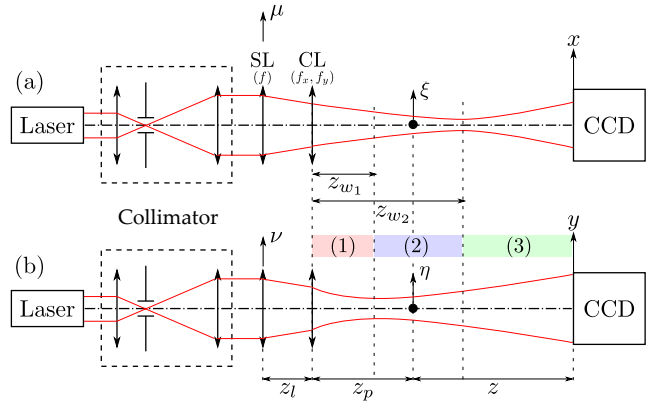 μ
SL CL x
(f) (f_x, f_y)
(a) ξ
Laser CCD
z_{w_1}
z_{w_2}
Collimator
ν (1) (2) (3) y
(b) η
Laser CCD
z_l z_p z